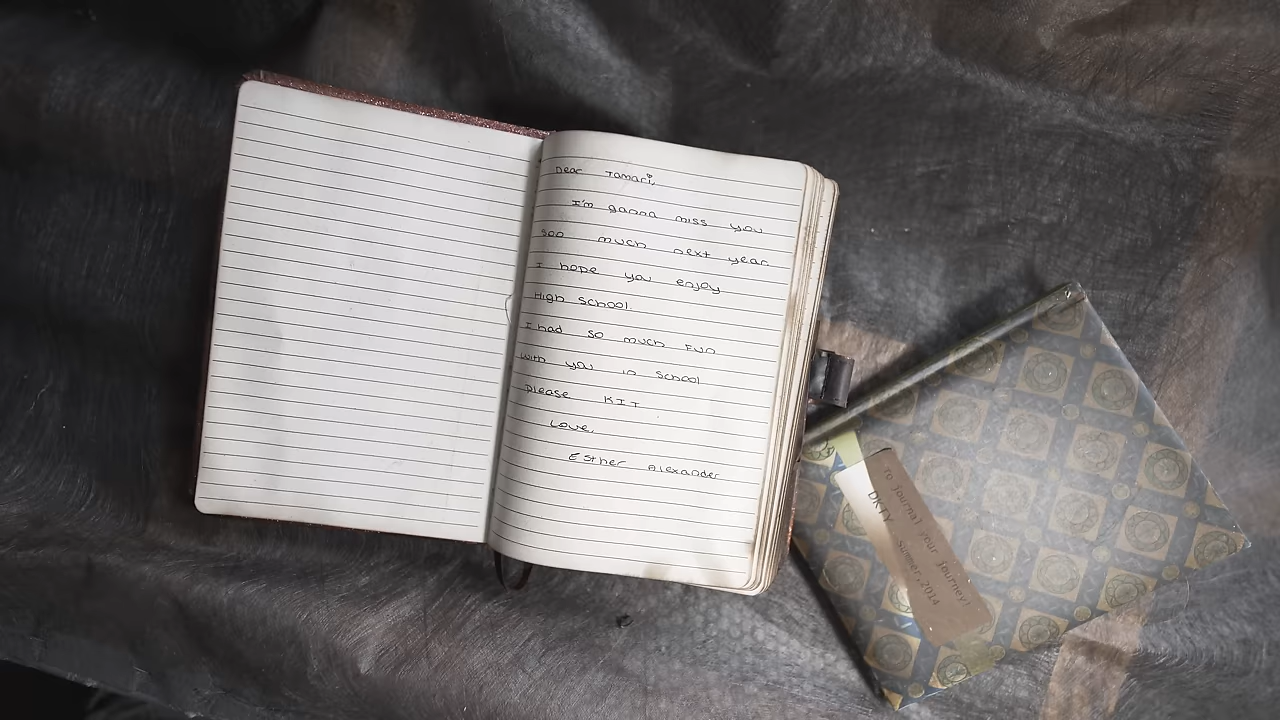 Dear Tamari,
I'm gonna miss you
soo much next year.
I hope you enjoy
High School.
I had so much Fun
with you in School
please KIT
Love,
Esther Alexander
To journal your journey!
DKTY Summer, 2014